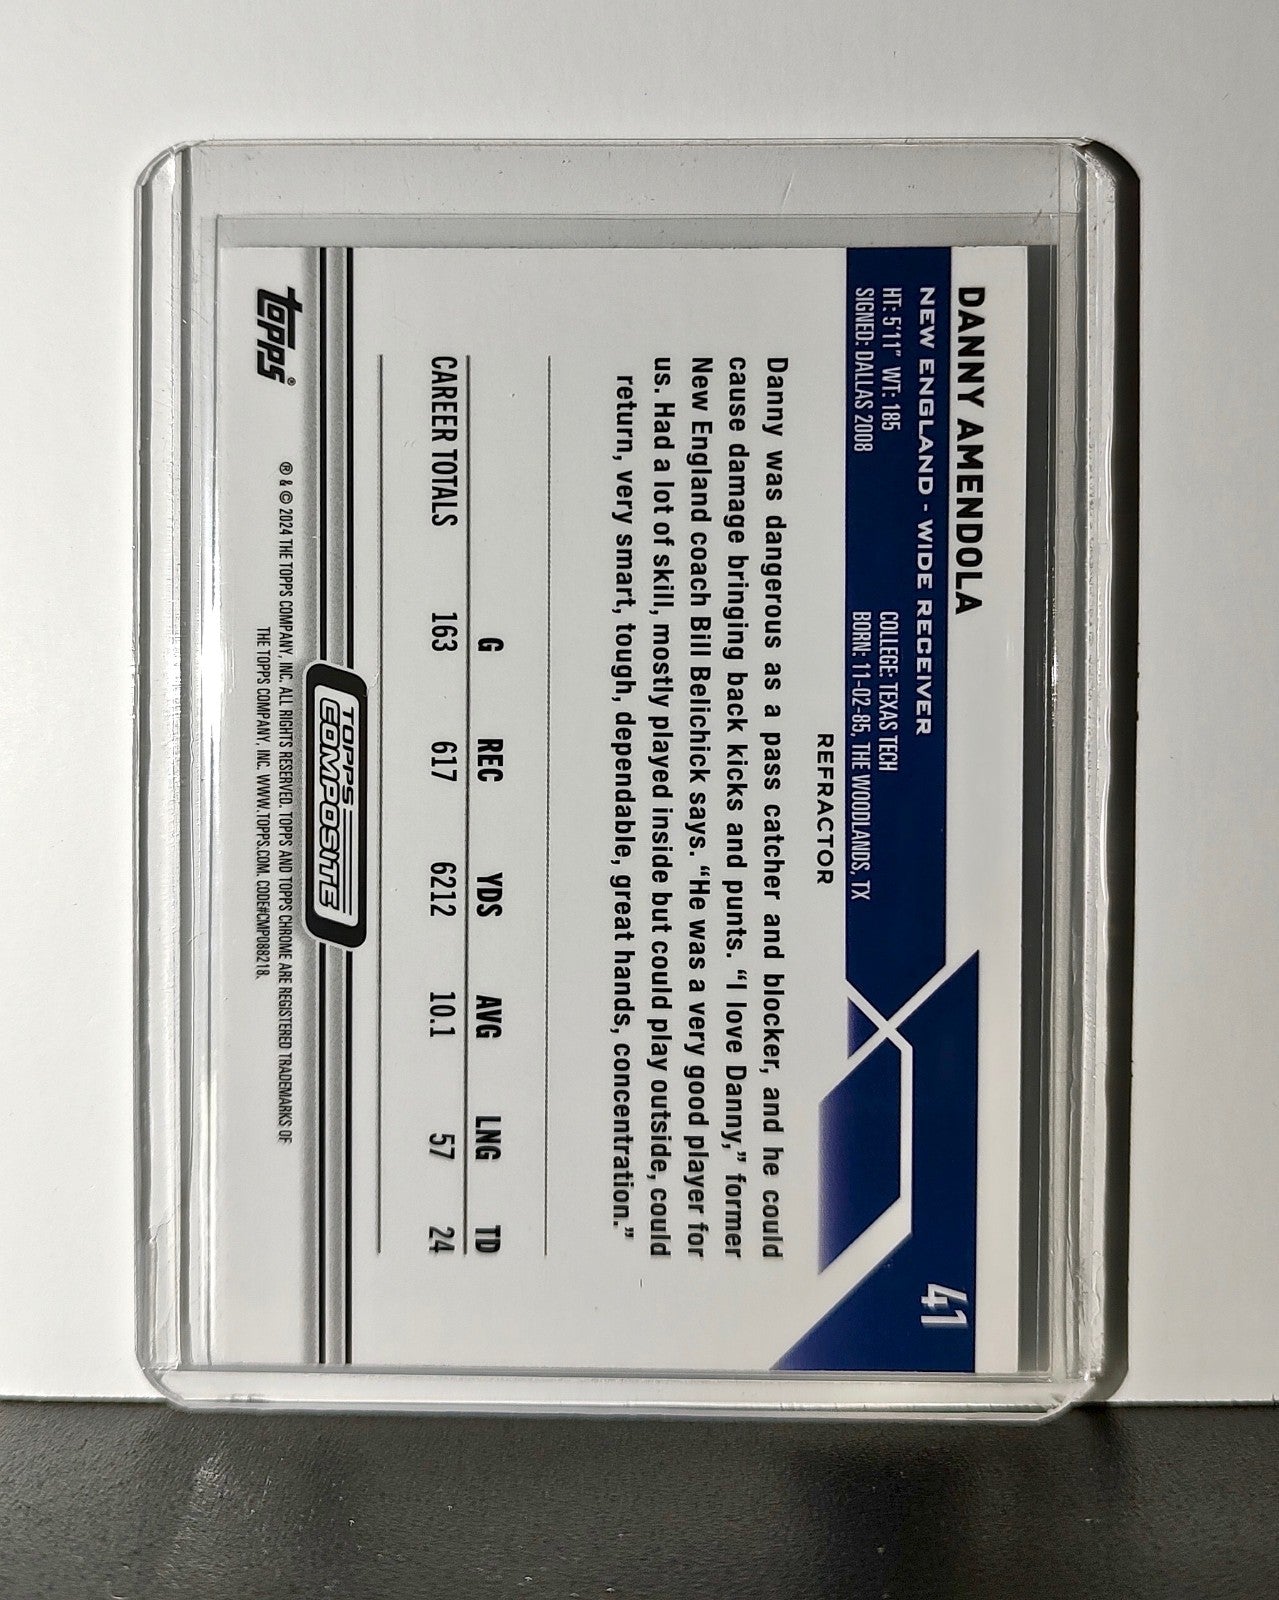 DANNY AMENDOLA
NEW ENGLAND - WIDE RECEIVER
HT: 5'11" WT: 185 COLLEGE: TEXAS TECH
SIGNED: DALLAS 2008 BORN: 11-02-85, THE WOODLANDS, TX
41
REFRACTOR
Danny was dangerous as a pass catcher and blocker, and he could
cause damage bringing back kicks and punts. “I love Danny,” former
New England coach Bill Belichick says. “He was a very good player for
us. Had a lot of skill, mostly played inside but could play outside, could
return, very smart, tough, dependable, great hands, concentration.”
G REC YDS AVG LNG TD
CAREER TOTALS 163 617 6212 10.1 57 24
TOPPS
COMPOSITE
topps®
® & © 2024 THE TOPPS COMPANY, INC. ALL RIGHTS RESERVED. TOPPS AND TOPPS CHROME ARE REGISTERED TRADEMARKS OF
THE TOPPS COMPANY, INC. WWW.TOPPS.COM. CODE#CMP088218.